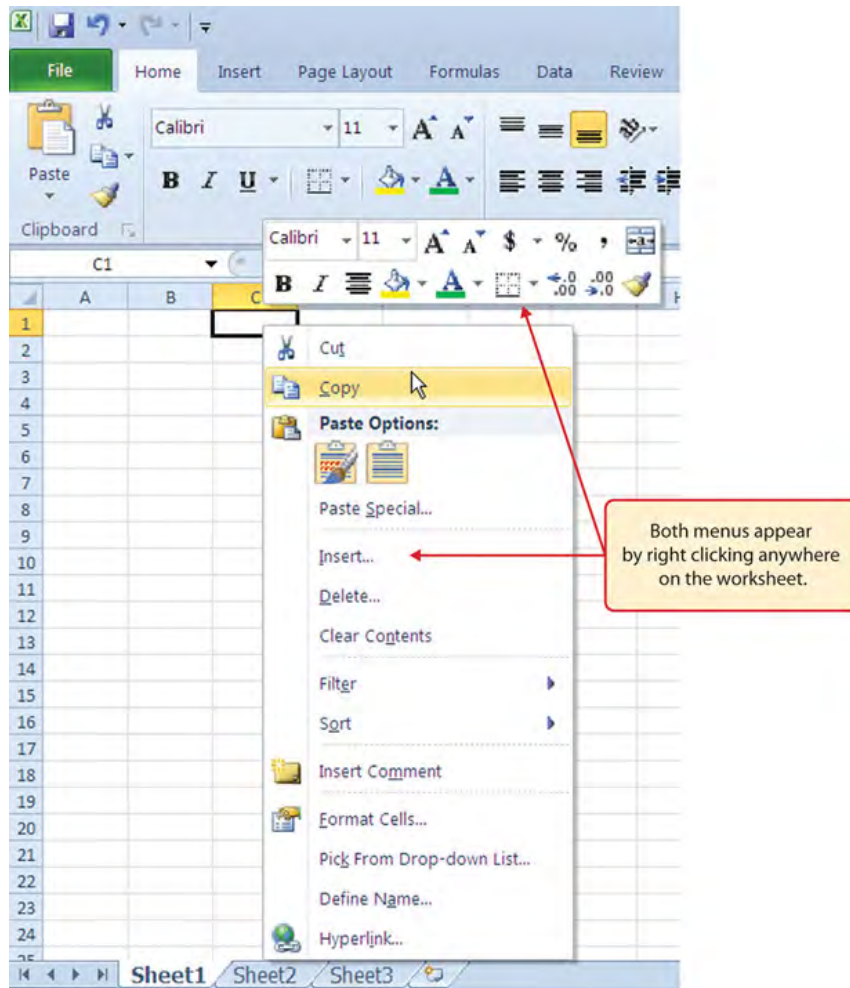 File Home Insert Page Layout Formulas Data Review
Calibri 11 A A
Paste
B I U A
Clipboard
Calibri 11 A A $ % , a
B I A .0 .00 .00 .0
C1
A B C H
1
2
3
4
5
6
7
8
9
10
11
12
13
14
15
16
17
18
19
20
21
22
23
24
25
Cut
Copy
Paste Options:
Paste Special...
Insert...
Delete...
Clear Contents
Filter
Sort
Insert Comment
Format Cells...
Pick From Drop-down List...
Define Name...
Hyperlink...
Both menus appear
by right clicking anywhere
on the worksheet.
Sheet1 Sheet2 Sheet3